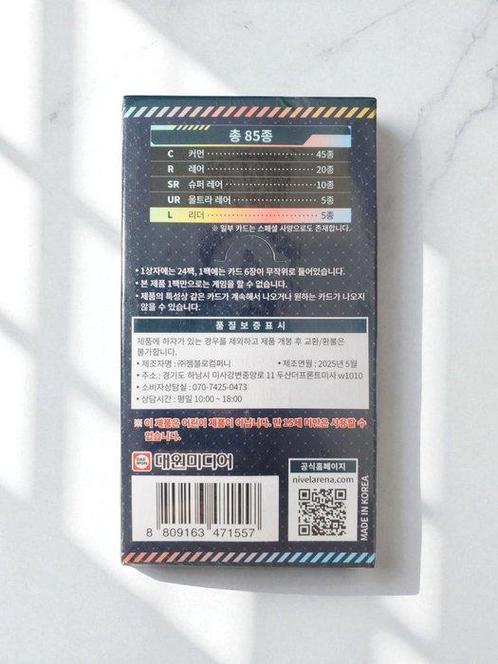 총 85종
C 커먼 45종
R 레어 20종
SR 슈퍼 레어 10종
UR 울트라 레어 5종
L 리더 5종
※ 일부 카드는 스페셜 사양으로도 존재합니다.
• 1상자에는 24팩, 1팩에는 카드 6장이 무작위로 들어있습니다.
• 본 제품 1팩만으로는 게임을 할 수 없습니다.
• 제품의 특성상 같은 카드가 계속해서 나오거나 원하는 카드가 나오지
않을 수 있습니다.
품질보증표시
제품에 하자가 있는 경우를 제외하고 제품 개봉 후 교환/환불은
불가합니다.
• 제조자명 : ㈜젬블로컴퍼니 • 제조연월 : 2025년 5월
• 주소 : 경기도 하남시 미사강변중앙로 11 두산더프론트미사 w1010
• 소비자상담실 : 070-7425-0473
• 상담시간 : 평일 10:00 ~ 18:00
※ 이 제품은 어린이 제품이 아닙니다. 만 15세 미만은 사용할 수
없습니다.
DAE WON 대원미디어
공식홈페이지
nivelarena.com
MADE IN KOREA
8 809163 471557